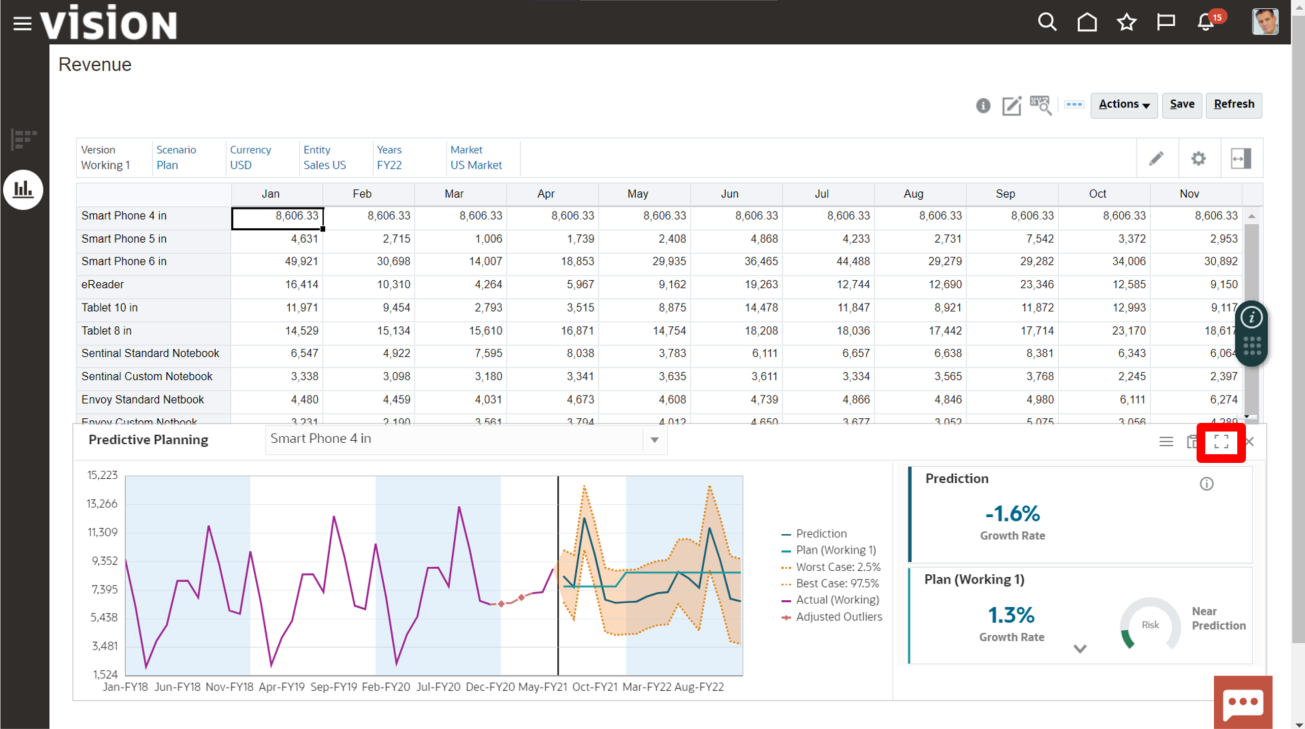 vision
15
Revenue
Actions Save Refresh
Version Scenario Currency Entity Years Market
Working 1 Plan USD Sales US FY22 US Market
Jan Feb Mar Apr May Jun Jul Aug Sep Oct Nov
Smart Phone 4 in 8,606.33 8,606.33 8,606.33 8,606.33 8,606.33 8,606.33 8,606.33 8,606.33 8,606.33 8,606.33 8,606.33
Smart Phone 5 in 4,631 2,715 1,006 1,739 2,408 4,868 4,233 2,731 7,542 3,372 2,953
Smart Phone 6 in 49,921 30,698 14,007 18,853 29,935 36,465 44,488 29,279 29,282 34,006 30,892
eReader 16,414 10,310 4,264 5,967 9,162 19,263 12,744 12,690 23,346 12,585 9,150
Tablet 10 in 11,971 9,454 2,793 3,515 8,875 14,478 11,847 8,921 11,872 12,993 9,117
Tablet 8 in 14,529 15,134 15,610 16,871 14,754 18,208 18,036 17,442 17,714 23,170 18,617
Sentinal Standard Notebook 6,547 4,922 7,595 8,038 3,783 6,111 6,657 6,638 8,381 6,343 6,064
Sentinal Custom Notebook 3,338 3,098 3,180 3,341 3,635 3,611 3,334 3,565 3,768 2,245 2,397
Envoy Standard Netbook 4,480 4,459 4,031 4,673 4,608 4,739 4,866 4,846 4,980 6,111 6,274
Envoy Custom Netbook 3,231 2,190 3,561 3,794 4,012 4,650 3,677 3,052 5,075 3,056 4,289
Predictive Planning Smart Phone 4 in
15,223
13,266
11,309
9,352
7,395
5,438
3,481
1,524
Jan-FY18 Jun-FY18 Nov-FY18 Apr-FY19 Sep-FY19 Feb-FY20 Jul-FY20 Dec-FY20 May-FY21 Oct-FY21 Mar-FY22 Aug-FY22
Prediction
Plan (Working 1)
Worst Case: 2.5%
Best Case: 97.5%
Actual (Working)
Adjusted Outliers
Prediction
-1.6%
Growth Rate
Plan (Working 1)
1.3%
Growth Rate
Risk
Near
Prediction